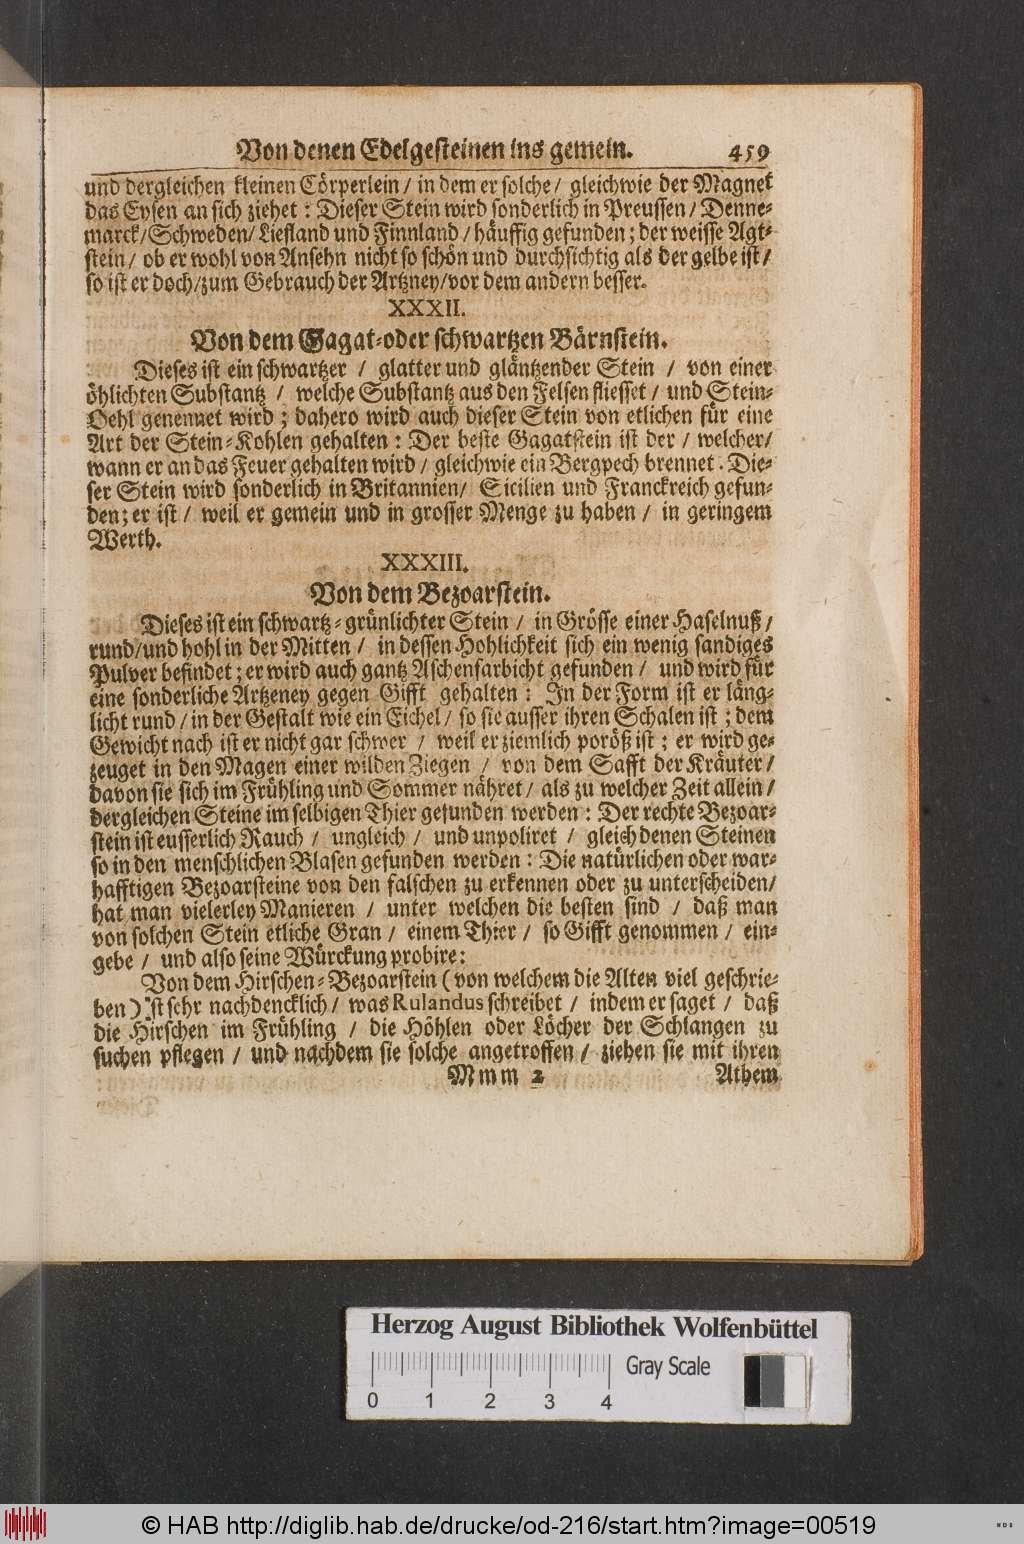 Von denen Edelgesteinen ins gemein. 459
und dergleichen kleinen Cörperlein / in dem er solche / gleichwie der Magnet
das Eysen an sich ziehet : Dieser Stein wird sonderlich in Preussen / Denne-
marck / Schweden / Liefland und Finnland / häuffig gefunden ; der weisse Agt-
stein / ob er wohl von Ansehn nicht so schön und durchsichtig als der gelbe ist /
so ist er doch / zum Gebrauch der Artzney / vor dem andern besser.
XXXII.
Von dem Gagat-oder schwartzen Bärnstein.
Dieses ist ein schwartzer / glatter und gläntzender Stein / von einer
öhlichten Substantz / welche Substantz aus den Felsen fliesset / und Stein-
Oehl genennet wird ; dahero wird auch dieser Stein von etlichen für eine
Art der Stein-Kohlen gehalten : Der beste Gagatstein ist der / welcher /
wann er an das Feuer gehalten wird / gleichwie ein Bergpech brennet. Die-
ser Stein wird sonderlich in Britannien / Sicilien und Franckreich gefun-
den ; er ist / weil er gemein und in grosser Menge zu haben / in geringem
Werth.
XXXIII.
Von dem Bezoarstein.
Dieses ist ein schwartz-grünlichter Stein / in Grösse einer Haselnuß /
rund / und hohl in der Mitten / in dessen Hohlichkeit sich ein wenig sandiges
Pulver befindet ; er wird auch gantz Aschenfarbicht gefunden / und wird für
eine sonderliche Artzeney gegen Gifft gehalten : In der Form ist er läng-
licht rund / in der Gestalt wie ein Eichel / so sie ausser ihren Schalen ist ; dem
Gewicht nach ist er nicht gar schwer / weil er ziemlich poröß ist ; er wird ge-
zeuget in den Magen einer wilden Ziegen / von dem Safft der Kräuter /
davon sie sich im Frühling und Sommer nähret / als zu welcher Zeit allein /
dergleichen Steine im selbigen Thier gefunden werden : Der rechte Bezoar-
stein ist eusserlich Rauch / ungleich / und unpoliret / gleich denen Steinen
so in den menschlichen Blasen gefunden werden : Die natürlichen oder war-
hafftigen Bezoarsteine von den falschen zu erkennen oder zu unterscheiden /
hat man vielerley Manieren / unter welchen die besten sind / daß man
von solchen Stein etliche Gran / einem Thier / so Gifft genommen / ein-
gebe / und also seine Würckung probire :
Von dem Hirschen-Bezoarstein ( von welchem die Alten viel geschrie-
ben ) ist sehr nachdencklich / was Rulandus schreibet / indem er saget / daß
die Hirschen im Frühling / die Höhlen oder Löcher der Schlangen zu
suchen pflegen / und nachdem sie solche angetroffen / ziehen sie mit ihren
Mmm 2 Athem
Herzog August Bibliothek Wolfenbüttel
Gray Scale
0 1 2 3 4
© HAB http://diglib.hab.de/drucke/od-216/start.htm?image=00519